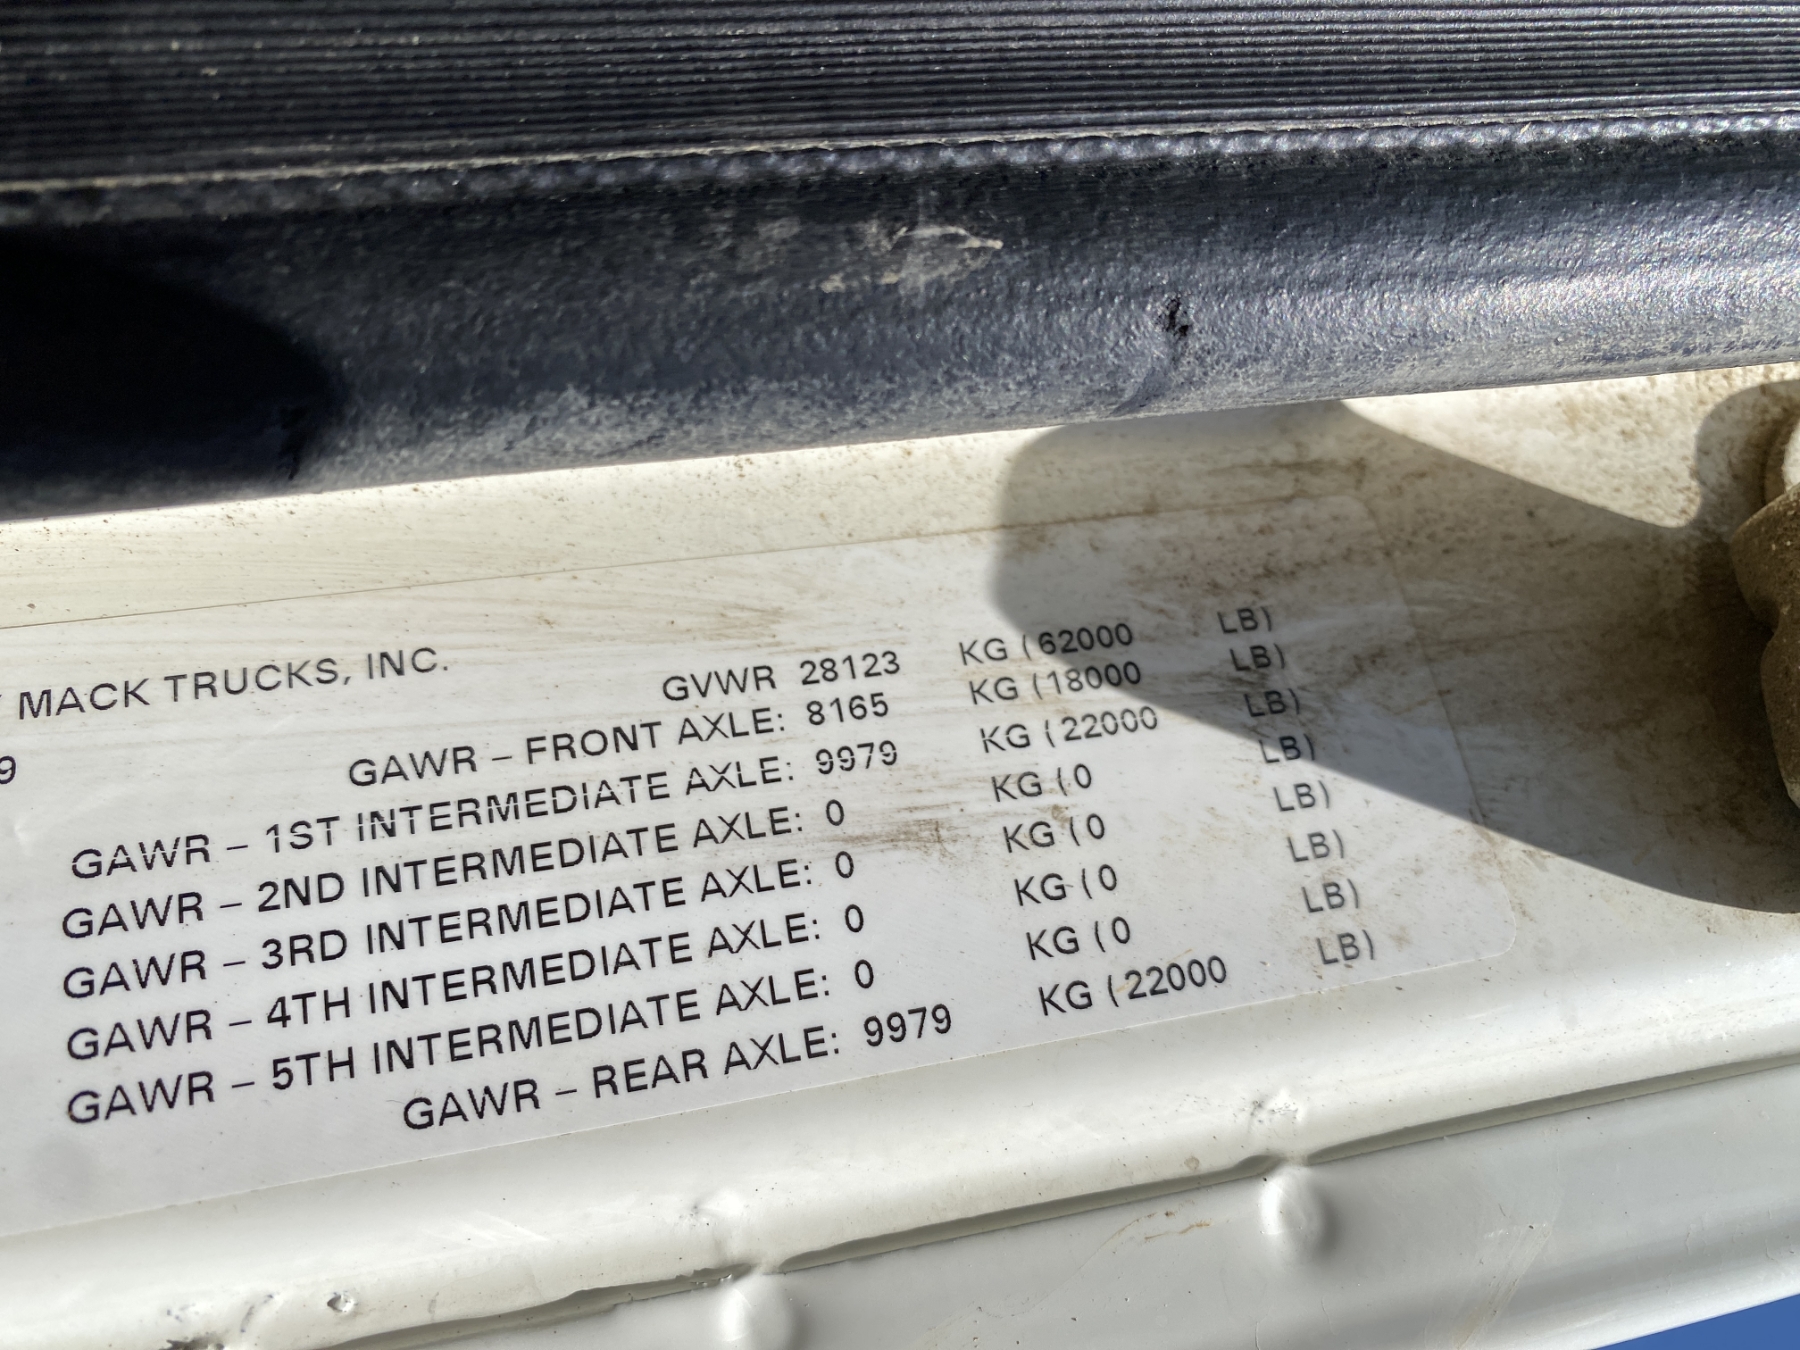 MACK TRUCKS, INC.
9
GVWR 28123 KG (62000 LB)
GAWR – FRONT AXLE: 8165 KG (18000 LB)
GAWR – 1ST INTERMEDIATE AXLE: 9979 KG (22000 LB)
GAWR – 2ND INTERMEDIATE AXLE: 0 KG (0 LB)
GAWR – 3RD INTERMEDIATE AXLE: 0 KG (0 LB)
GAWR – 4TH INTERMEDIATE AXLE: 0 KG (0 LB)
GAWR – 5TH INTERMEDIATE AXLE: 0 KG (0 LB)
GAWR – REAR AXLE: 9979 KG (22000 LB)